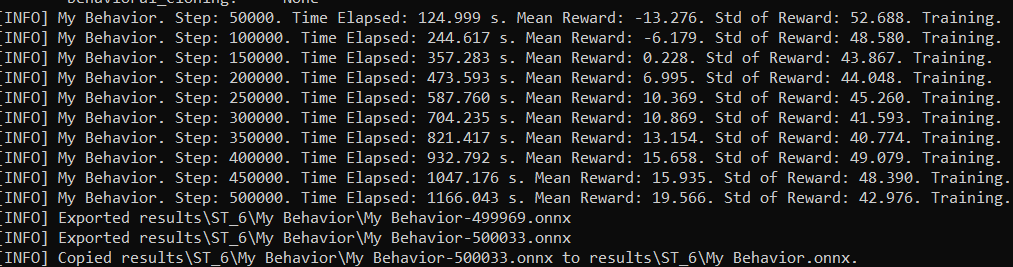 behavioral_cloning: None
[INFO] My Behavior. Step: 50000. Time Elapsed: 124.999 s. Mean Reward: -13.276. Std of Reward: 52.688. Training.
[INFO] My Behavior. Step: 100000. Time Elapsed: 244.617 s. Mean Reward: -6.179. Std of Reward: 48.580. Training.
[INFO] My Behavior. Step: 150000. Time Elapsed: 357.283 s. Mean Reward: 0.228. Std of Reward: 43.867. Training.
[INFO] My Behavior. Step: 200000. Time Elapsed: 473.593 s. Mean Reward: 6.995. Std of Reward: 44.048. Training.
[INFO] My Behavior. Step: 250000. Time Elapsed: 587.760 s. Mean Reward: 10.369. Std of Reward: 45.260. Training.
[INFO] My Behavior. Step: 300000. Time Elapsed: 704.235 s. Mean Reward: 10.869. Std of Reward: 41.593. Training.
[INFO] My Behavior. Step: 350000. Time Elapsed: 821.417 s. Mean Reward: 13.154. Std of Reward: 40.774. Training.
[INFO] My Behavior. Step: 400000. Time Elapsed: 932.792 s. Mean Reward: 15.658. Std of Reward: 49.079. Training.
[INFO] My Behavior. Step: 450000. Time Elapsed: 1047.176 s. Mean Reward: 15.935. Std of Reward: 48.390. Training.
[INFO] My Behavior. Step: 500000. Time Elapsed: 1166.043 s. Mean Reward: 19.566. Std of Reward: 42.976. Training.
[INFO] Exported results\ST_6\My Behavior\My Behavior-499969.onnx
[INFO] Exported results\ST_6\My Behavior\My Behavior-500033.onnx
[INFO] Copied results\ST_6\My Behavior\My Behavior-500033.onnx to results\ST_6\My Behavior.onnx.